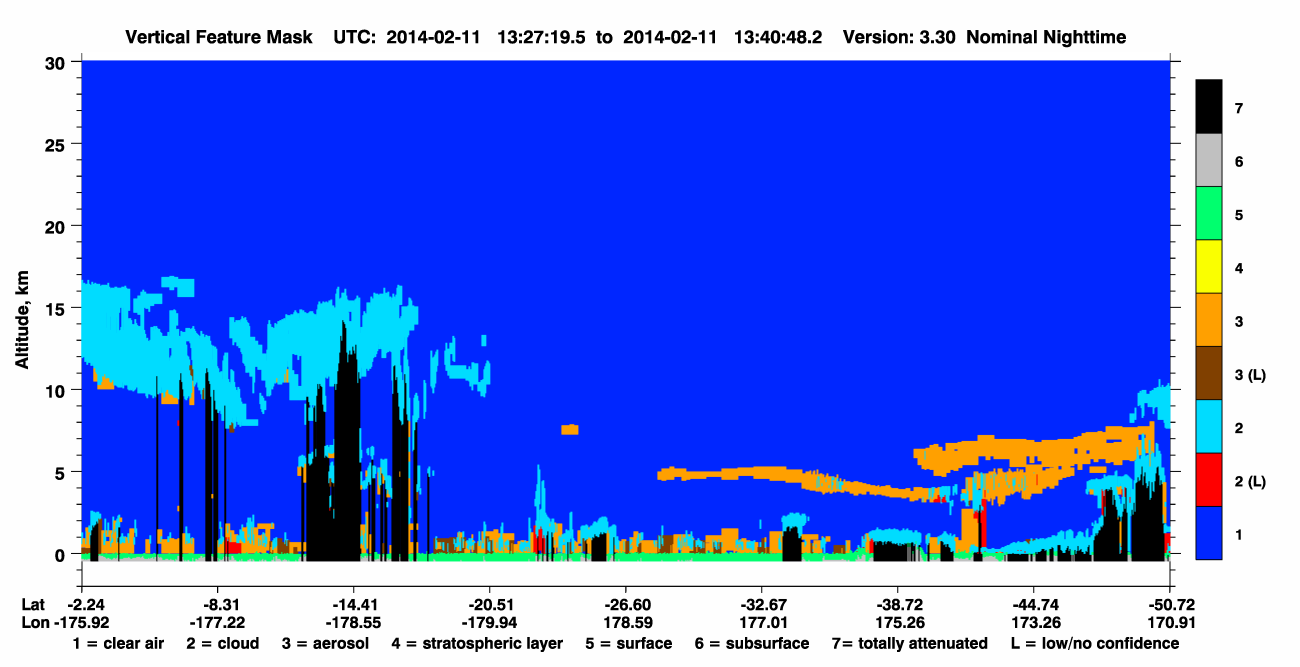 Vertical Feature Mask UTC: 2014-02-11 13:27:19.5 to 2014-02-11 13:40:48.2 Version: 3.30 Nominal Nighttime
30
25
20
15
10
5
0
Altitude, km
7
6
5
4
3
3 (L)
2
2 (L)
1
Lat -2.24 -8.31 -14.41 -20.51 -26.60 -32.67 -38.72 -44.74 -50.72
Lon -175.92 -177.22 -178.55 -179.94 178.59 177.01 175.26 173.26 170.91
1 = clear air 2 = cloud 3 = aerosol 4 = stratospheric layer 5 = surface 6 = subsurface 7= totally attenuated L = low/no confidence